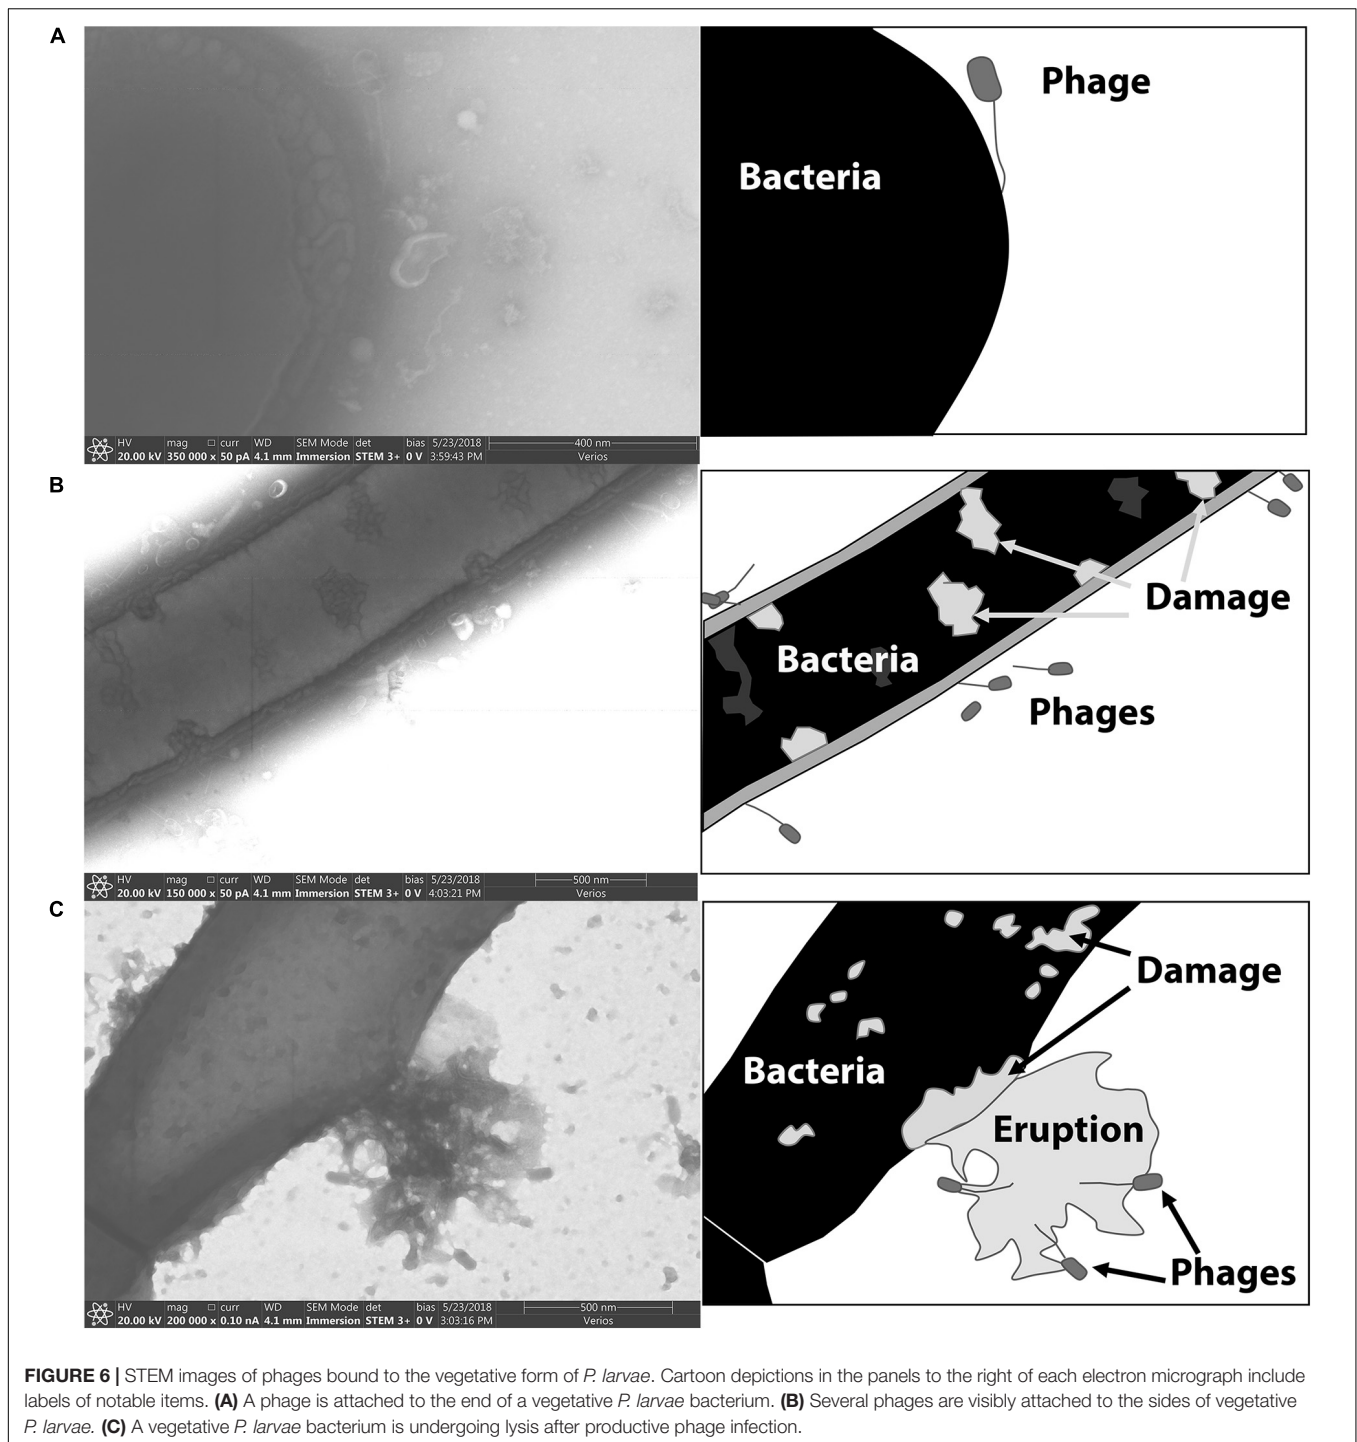 A
Phage
Bacteria
HV mag □ curr WD SEM Mode det bias 5/23/2018 400 nm
20.00 kV 350 000 x 50 pA 4.1 mm Immersion STEM 3+ 0 V 3:59:43 PM Verios
B
Damage
Bacteria
Phages
HV mag □ curr WD SEM Mode det bias 5/23/2018 500 nm
20.00 kV 150 000 x 50 pA 4.1 mm Immersion STEM 3+ 0 V 4:03:21 PM Verios
C
Damage
Bacteria
Eruption
Phages
HV mag □ curr WD SEM Mode det bias 5/23/2018 500 nm
20.00 kV 200 000 x 0.10 nA 4.1 mm Immersion STEM 3+ 0 V 3:03:16 PM Verios
FIGURE 6 | STEM images of phages bound to the vegetative form of P. larvae. Cartoon depictions in the panels to the right of each electron micrograph include
labels of notable items. (A) A phage is attached to the end of a vegetative P. larvae bacterium. (B) Several phages are visibly attached to the sides of vegetative
P. larvae. (C) A vegetative P. larvae bacterium is undergoing lysis after productive phage infection.